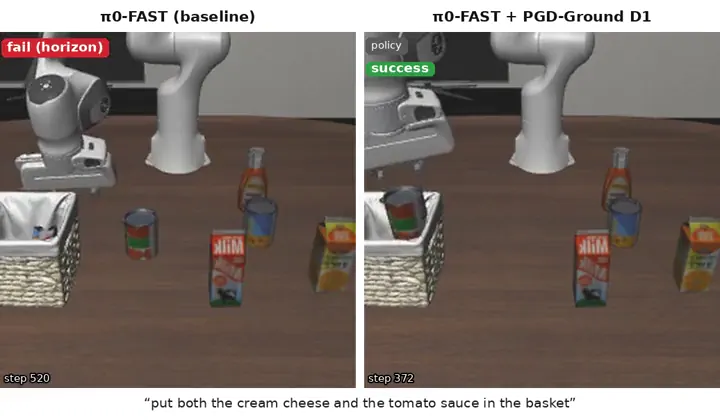 π0-FAST (baseline)
π0-FAST + PGD-Ground D1
fail (horizon)
policy
success
Milk
Milk
step 520
step 372
“put both the cream cheese and the tomato sauce in the basket”